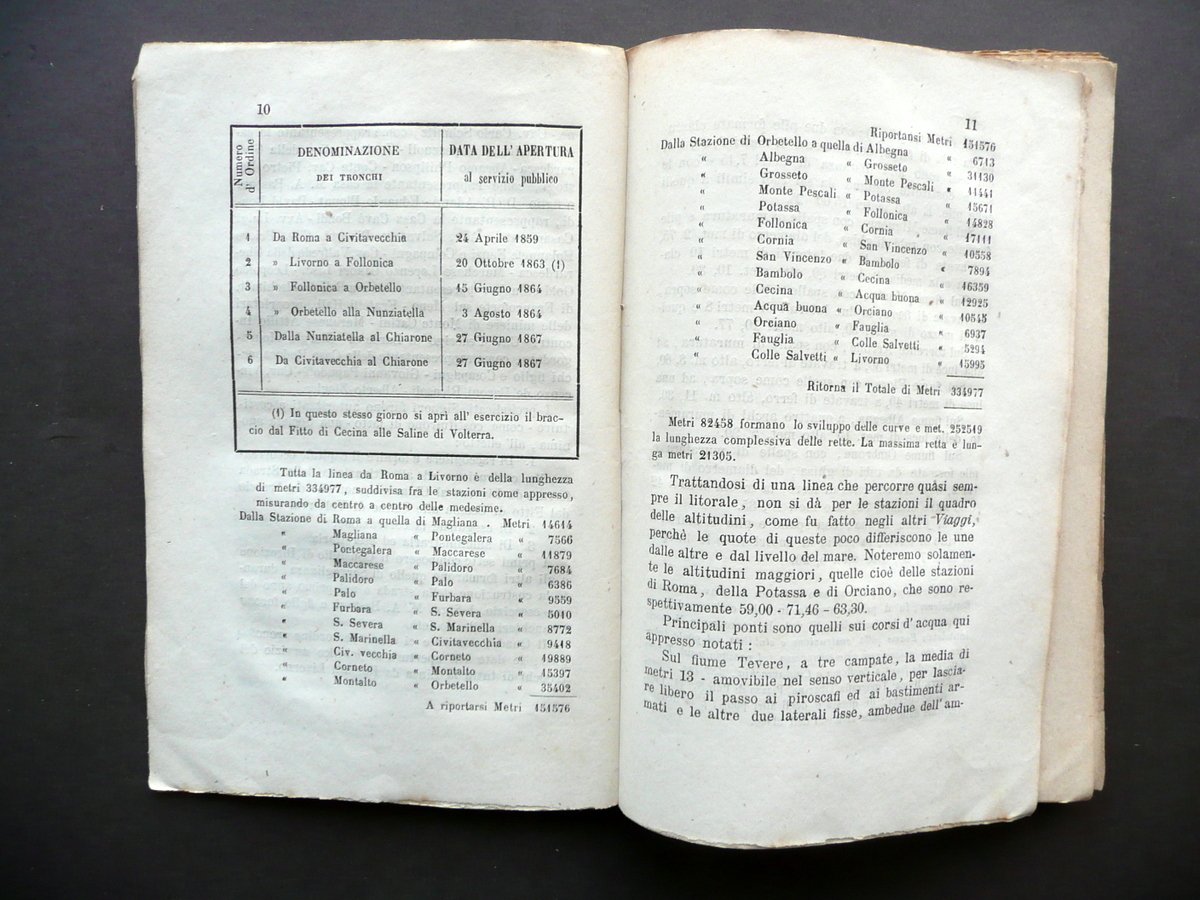 10
Numero
d' Ordine
DENOMINAZIONE
DEI TRONCHI
DATA DELL' APERTURA
al servizio pubblico
1 Da Roma a Civitavecchia 24 Aprile 1859
2 » Livorno a Follonica 20 Ottobre 1863 (1)
3 » Follonica a Orbetello 15 Giugno 1864
4 » Orbetello alla Nunziatella 3 Agosto 1864
5 Dalla Nunziatella al Chiarone 27 Giugno 1867
6 Da Civitavecchia al Chiarone 27 Giugno 1867
(1) In questo stesso giorno si aprì all' esercizio il brac-
cio dal Fitto di Cecina alle Saline di Volterra.
Tutta la linea da Roma a Livorno è della lunghezza
di metri 334977, suddivisa fra le stazioni come appresso,
misurando da centro a centro delle medesime.
Dalla Stazione di Roma a quella di Magliana . Metri 14614
« Magliana « Pontegalera « 7566
« Pontegalera « Maccarese « 11879
« Maccarese « Palidoro « 7684
« Palidoro « Palo « 6386
« Palo « Furbara « 9559
« Furbara « S. Severa « 5010
« S. Severa « S. Marinella « 8772
« S. Marinella « Civitavecchia « 9418
« Civ. vecchia « Corneto « 19889
« Corneto « Montalto « 15397
« Montalto « Orbetello « 35402
A riportarsi Metri 151576
11
Riportansi Metri 151576
Dalla Stazione di Orbetello a quella di Albegna « 6713
« Albegna « Grosseto « 31130
« Grosseto « Monte Pescali « 11441
« Monte Pescali « Potassa « 15671
« Potassa « Follonica « 14828
« Follonica « Cornia « 17111
« Cornia « San Vincenzo « 10558
« San Vincenzo « Bambolo « 7894
« Bambolo « Cecina « 16359
« Cecina « Acqua buona « 12925
« Acqua buona « Orciano « 10545
« Orciano « Fauglia « 6937
« Fauglia « Colle Salvetti « 5294
« Colle Salvetti « Livorno « 15995
Ritorna il Totale di Metri 334977
Metri 82458 formano lo sviluppo delle curve e met. 252519
la lunghezza complessiva delle rette. La massima retta è lun-
ga metri 21305.
Trattandosi di una linea che percorre quasi sem-
pre il litorale, non si dà per le stazioni il quadro
delle altitudini, come fu fatto negli altri Viaggi,
perchè le quote di queste poco differiscono le une
dalle altre e dal livello del mare. Noteremo solamen-
te le altitudini maggiori, quelle cioè delle stazioni
di Roma, della Potassa e di Orciano, che sono re-
spettivamente 59,00 - 71,46 - 63,30.
Principali ponti sono quelli sui corsi d' acqua qui
appresso notati :
Sul fiume Tevere, a tre campate, la media di
metri 13 - amovibile nel senso verticale, per lascia-
re libero il passo ai piroscafi ed ai bastimenti ar-
mati e le altre due laterali fisse, ambedue dell' am-